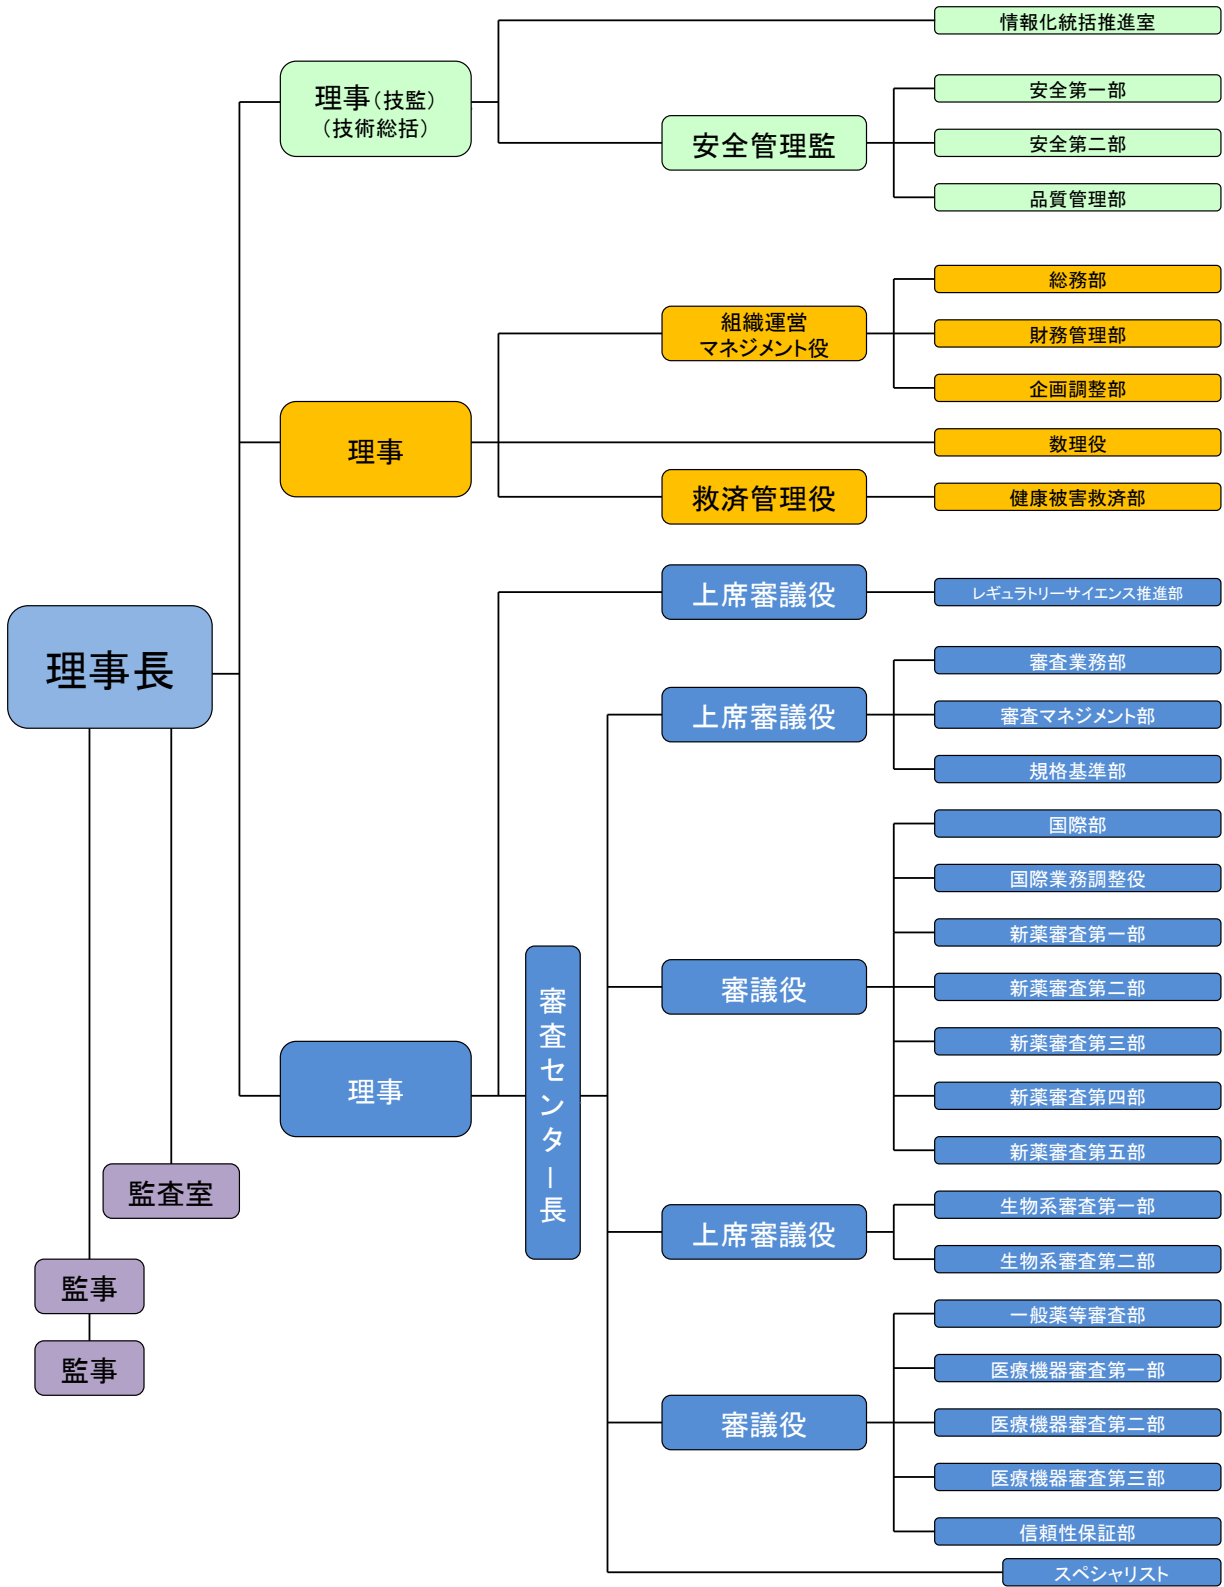 理事長
監査室
監事
監事
理事（技監）
（技術総括）
情報化統括推進室
安全管理監
安全第一部
安全第二部
品質管理部
理事
組織運営
マネジメント役
総務部
財務管理部
企画調整部
数理役
救済管理役
健康被害救済部
理事
上席審議役
レギュラトリーサイエンス推進部
審査センター長
上席審議役
審査業務部
審査マネジメント部
規格基準部
審議役
国際部
国際業務調整役
新薬審査第一部
新薬審査第二部
新薬審査第三部
新薬審査第四部
新薬審査第五部
上席審議役
生物系審査第一部
生物系審査第二部
審議役
一般薬等審査部
医療機器審査第一部
医療機器審査第二部
医療機器審査第三部
信頼性保証部
スペシャリスト